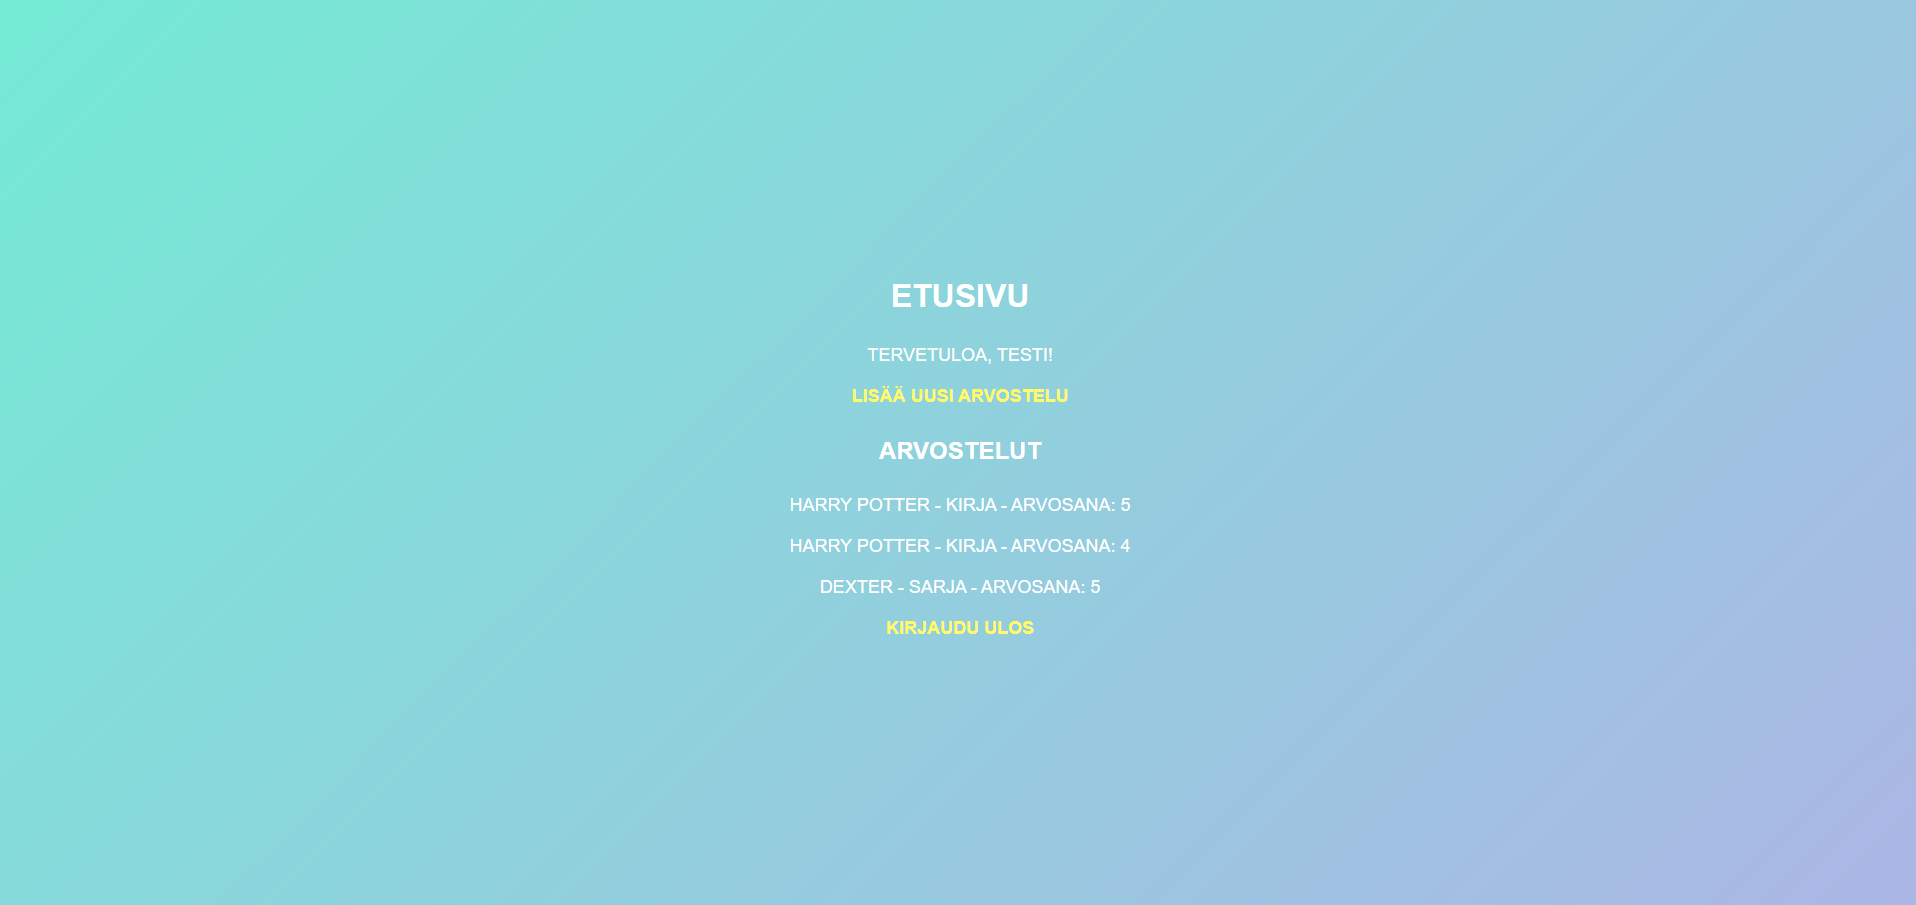 ETUSIVU
TERVETULOA, TESTI!
LISÄÄ UUSI ARVOSTELU
ARVOSTELUT
HARRY POTTER - KIRJA - ARVOSANA: 5
HARRY POTTER - KIRJA - ARVOSANA: 4
DEXTER - SARJA - ARVOSANA: 5
KIRJAUDU ULOS